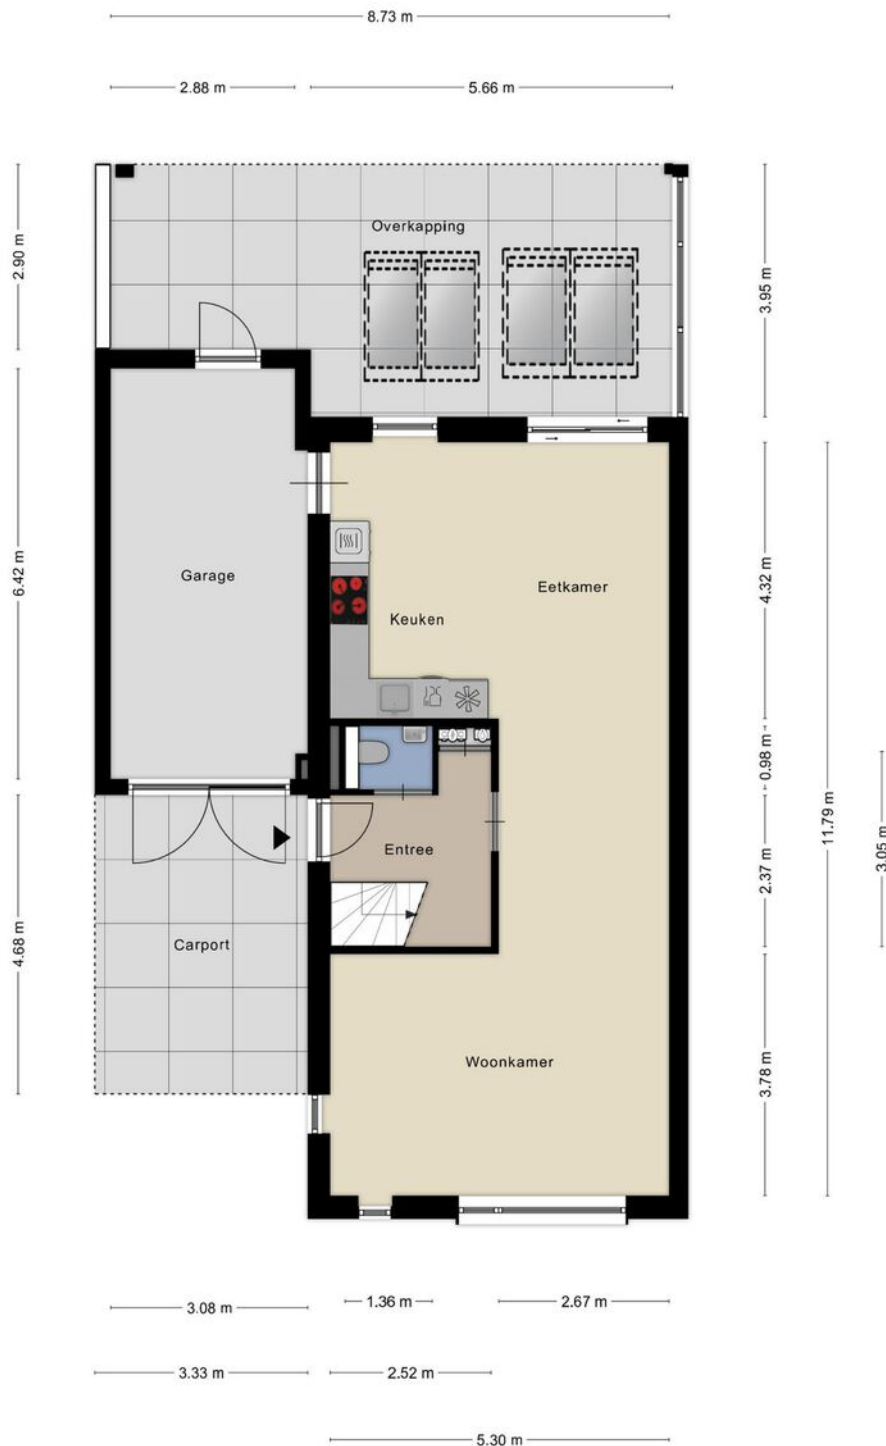 8.73 m
2.88 m
5.66 m
2.90 m
Overkapping
3.95 m
6.42 m
Garage
Keuken
Eetkamer
4.32 m
0.98 m
11.79 m
3.05 m
Entree
2.37 m
4.68 m
Carport
Woonkamer
3.78 m
3.08 m
1.36 m
2.67 m
3.33 m
2.52 m
5.30 m